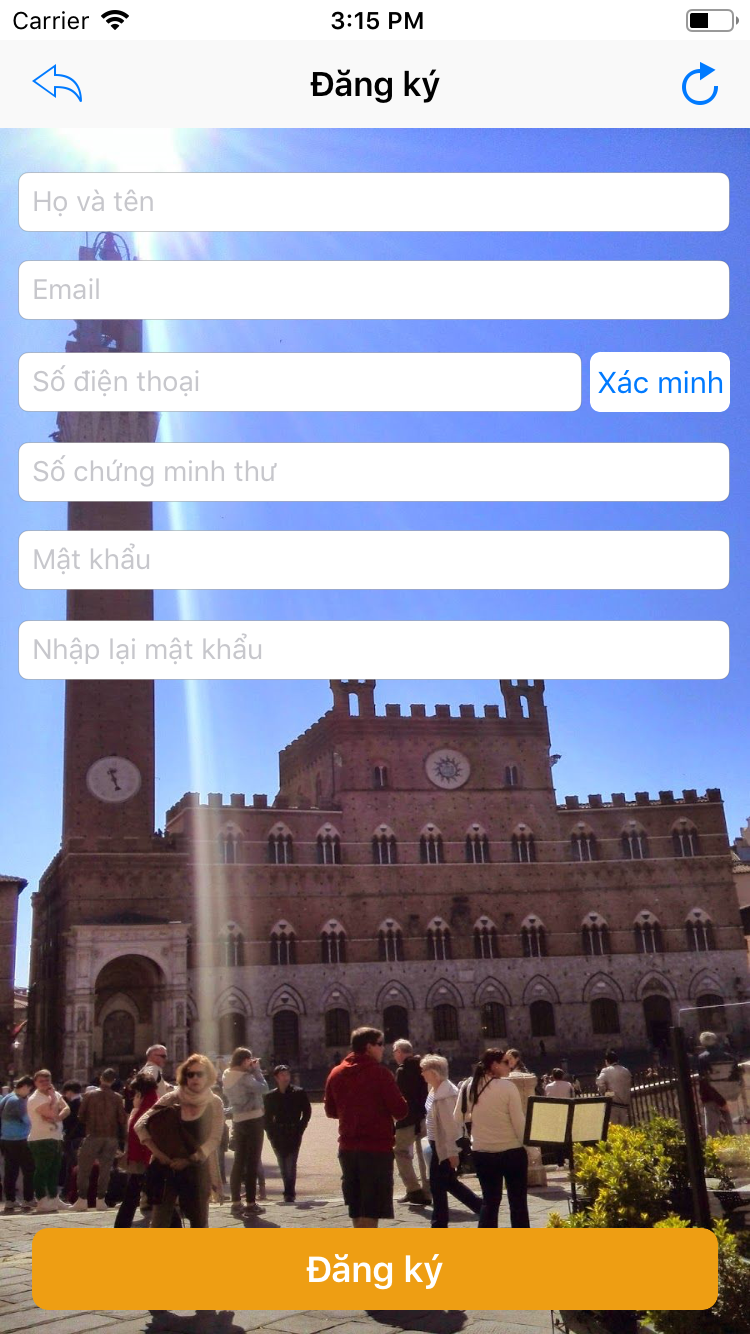 Carrier 3:15 PM
Đăng ký
Họ và tên
Email
Số điện thoại Xác minh
Số chứng minh thư
Mật khẩu
Nhập lại mật khẩu
Đăng ký